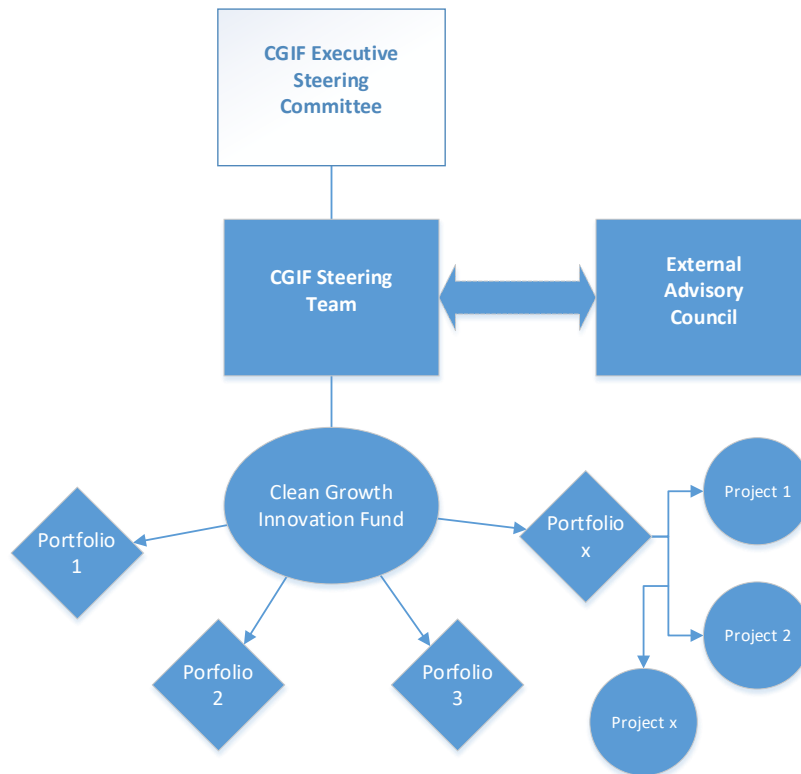 CGIF Executive
Steering
Committee
CGIF Steering
Team
External
Advisory
Council
Clean Growth
Innovation Fund
Portfolio
1
Porfolio
2
Porfolio
3
Portfolio
x
Project 1
Project 2
Project x